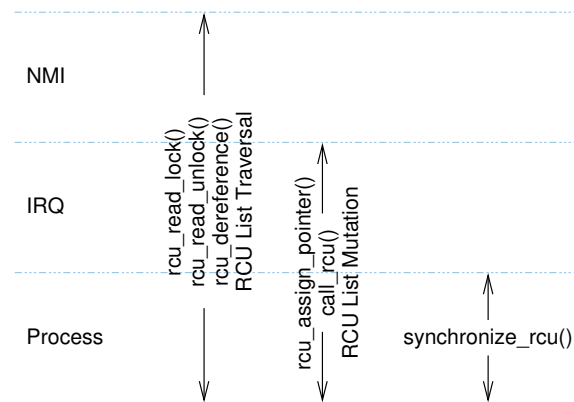 NMI
rcu_read_lock()
rcu_read_unlock()
rcu_dereference()
RCU List Traversal
IRQ
rcu_assign_pointer()
call_rcu()
RCU List Mutation
Process
synchronize_rcu()